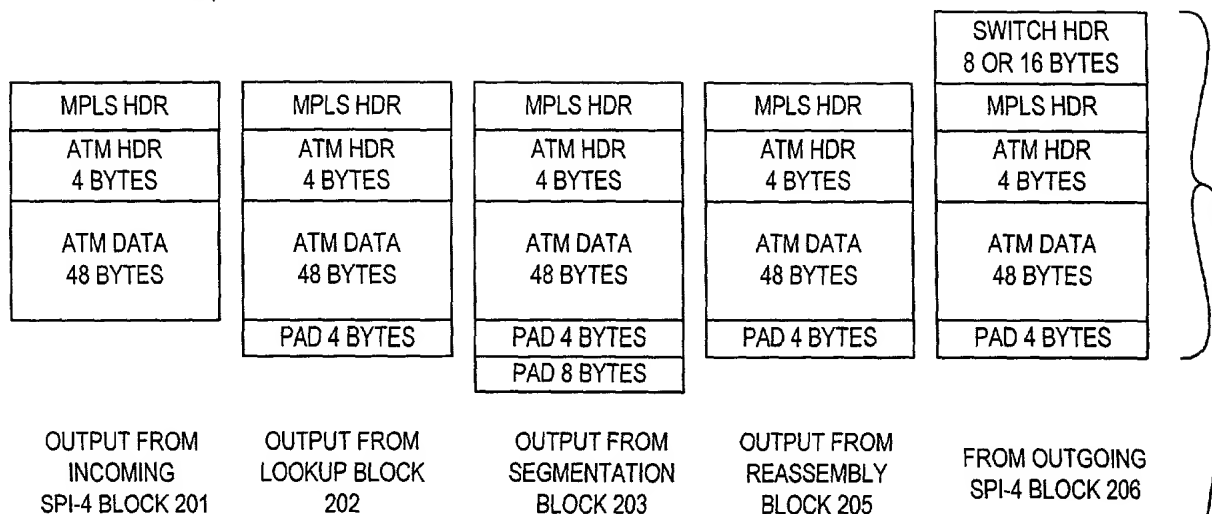 MPLS HDR
ATM HDR
4 BYTES
ATM DATA
48 BYTES
OUTPUT FROM
INCOMING
SPI-4 BLOCK 201
MPLS HDR
ATM HDR
4 BYTES
ATM DATA
48 BYTES
PAD 4 BYTES
OUTPUT FROM
LOOKUP BLOCK
202
MPLS HDR
ATM HDR
4 BYTES
ATM DATA
48 BYTES
PAD 4 BYTES
PAD 8 BYTES
OUTPUT FROM
SEGMENTATION
BLOCK 203
MPLS HDR
ATM HDR
4 BYTES
ATM DATA
48 BYTES
PAD 4 BYTES
OUTPUT FROM
REASSEMBLY
BLOCK 205
SWITCH HDR
8 OR 16 BYTES
MPLS HDR
ATM HDR
4 BYTES
ATM DATA
48 BYTES
PAD 4 BYTES
FROM OUTGOING
SPI-4 BLOCK 206